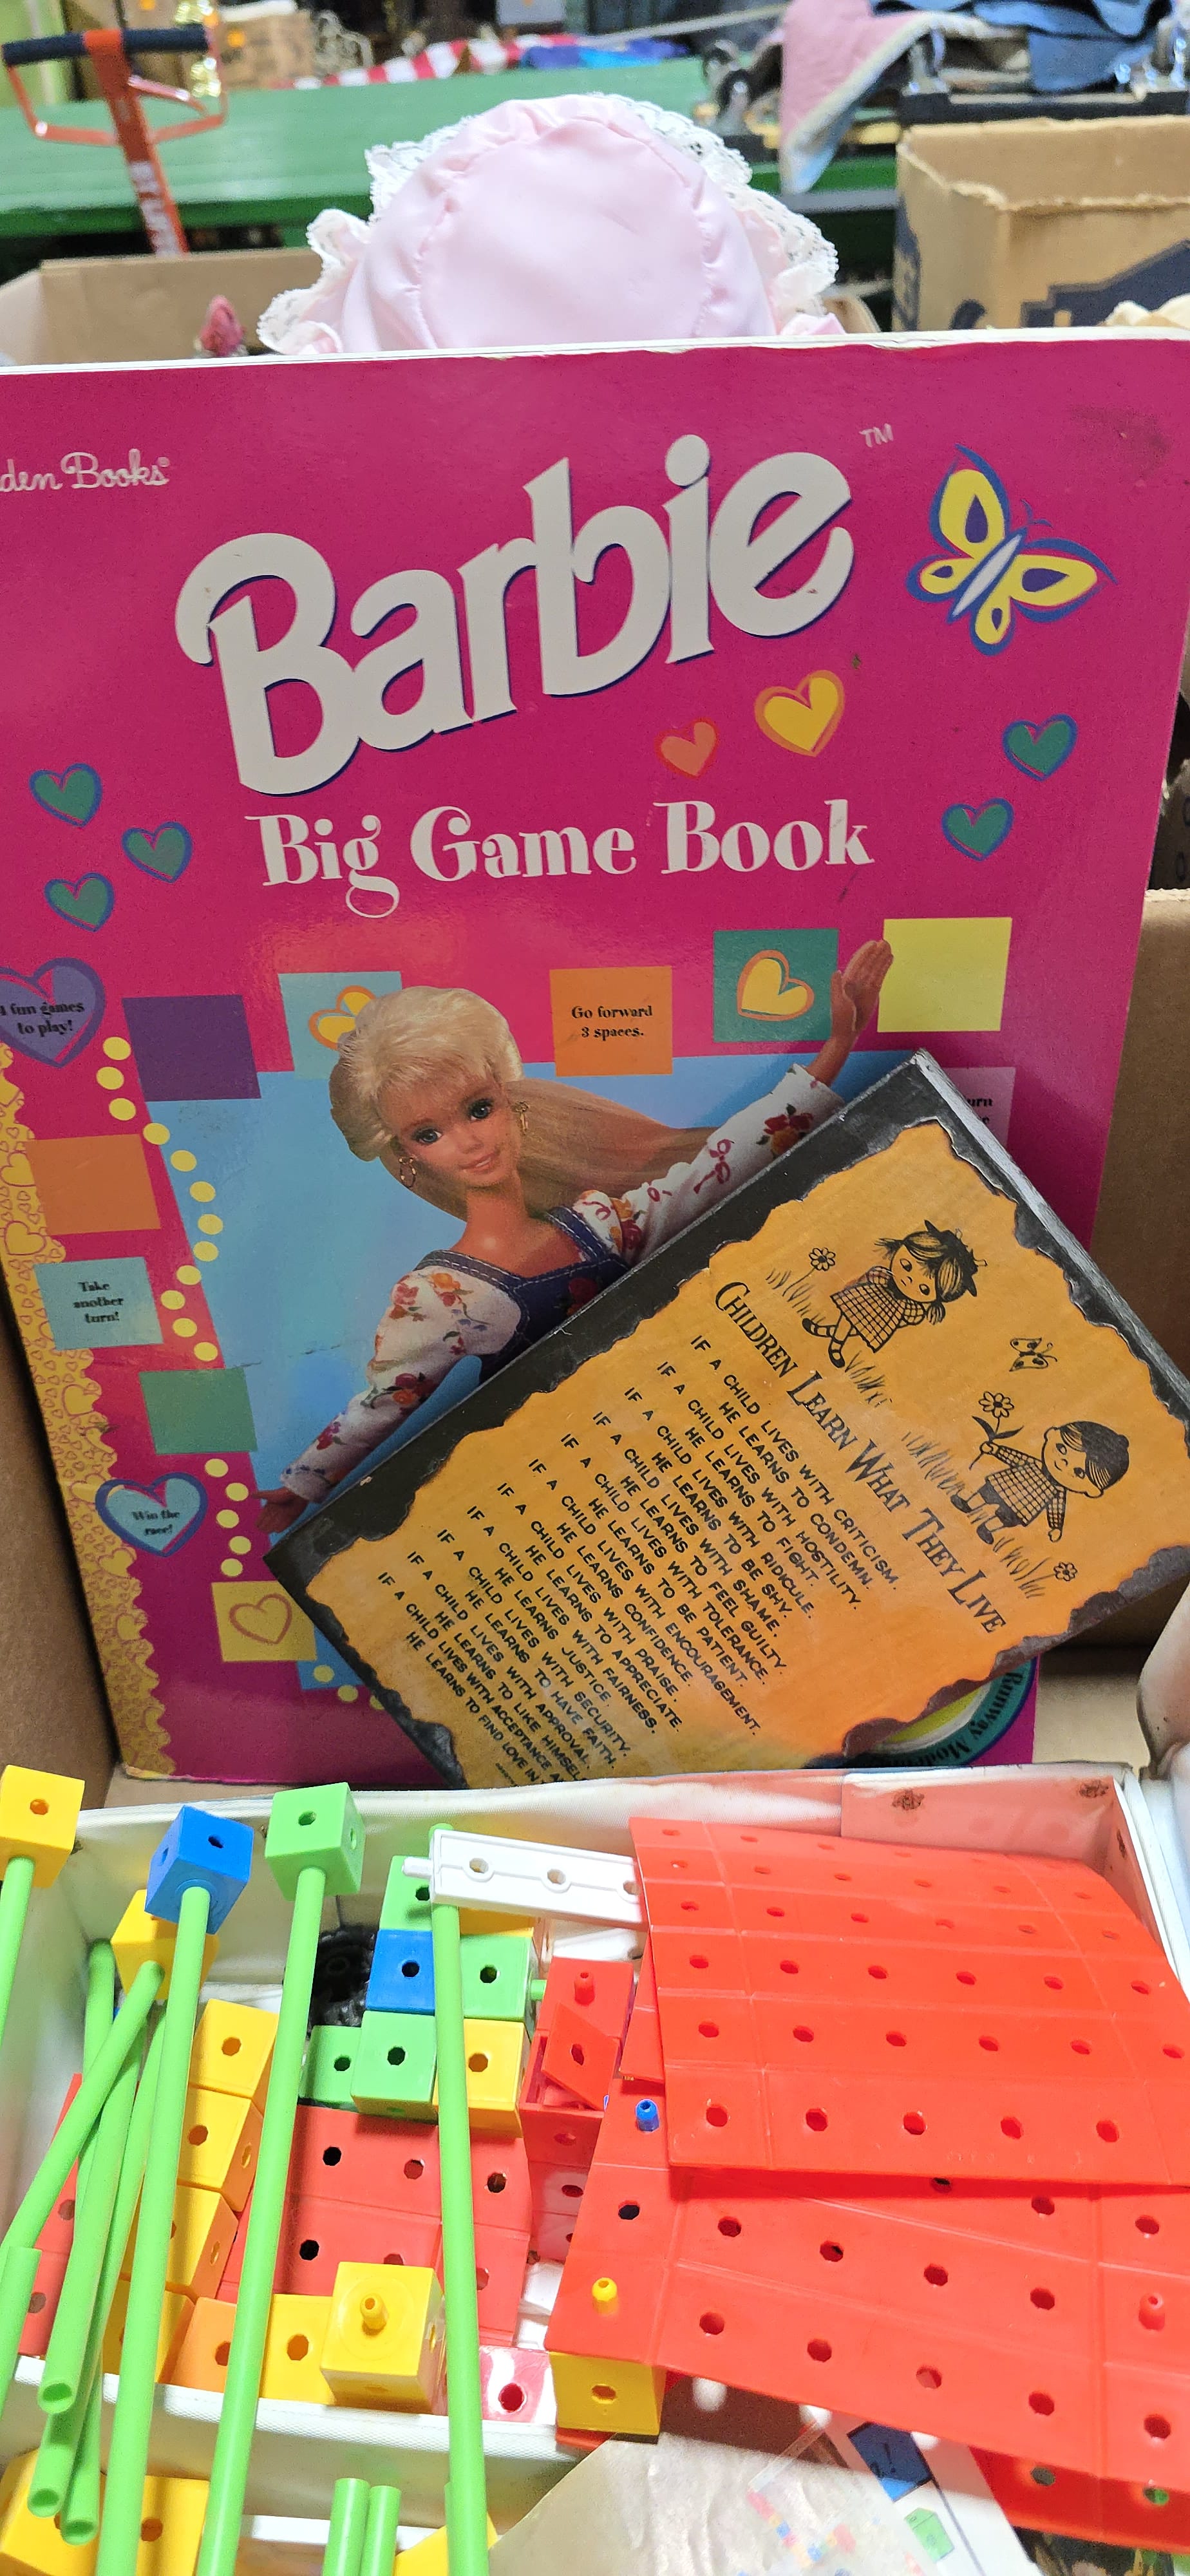 den Books®
Barbie™
Big Game Book
4 fun games
to play!
Go forward
3 spaces.
Take
another
turn!
Win the
race!
Runway
CHILDREN LEARN WHAT THEY LIVE
IF A CHILD LIVES WITH CRITICISM,
HE LEARNS TO CONDEMN.
IF A CHILD LIVES WITH HOSTILITY,
HE LEARNS TO FIGHT.
IF A CHILD LIVES WITH RIDICULE,
HE LEARNS TO BE SHY.
IF A CHILD LIVES WITH SHAME,
HE LEARNS TO FEEL GUILTY.
IF A CHILD LIVES WITH TOLERANCE,
HE LEARNS TO BE PATIENT.
IF A CHILD LIVES WITH ENCOURAGEMENT,
HE LEARNS CONFIDENCE.
IF A CHILD LIVES WITH PRAISE,
HE LEARNS TO APPRECIATE.
IF A CHILD LIVES WITH FAIRNESS,
HE LEARNS JUSTICE.
IF A CHILD LIVES WITH SECURITY,
HE LEARNS TO HAVE FAITH.
IF A CHILD LIVES WITH APPROVAL,
HE LEARNS TO LIKE HIMSELF
IF A CHILD LIVES WITH ACCEPTANCE
HE LEARNS TO FIND LOVE IN